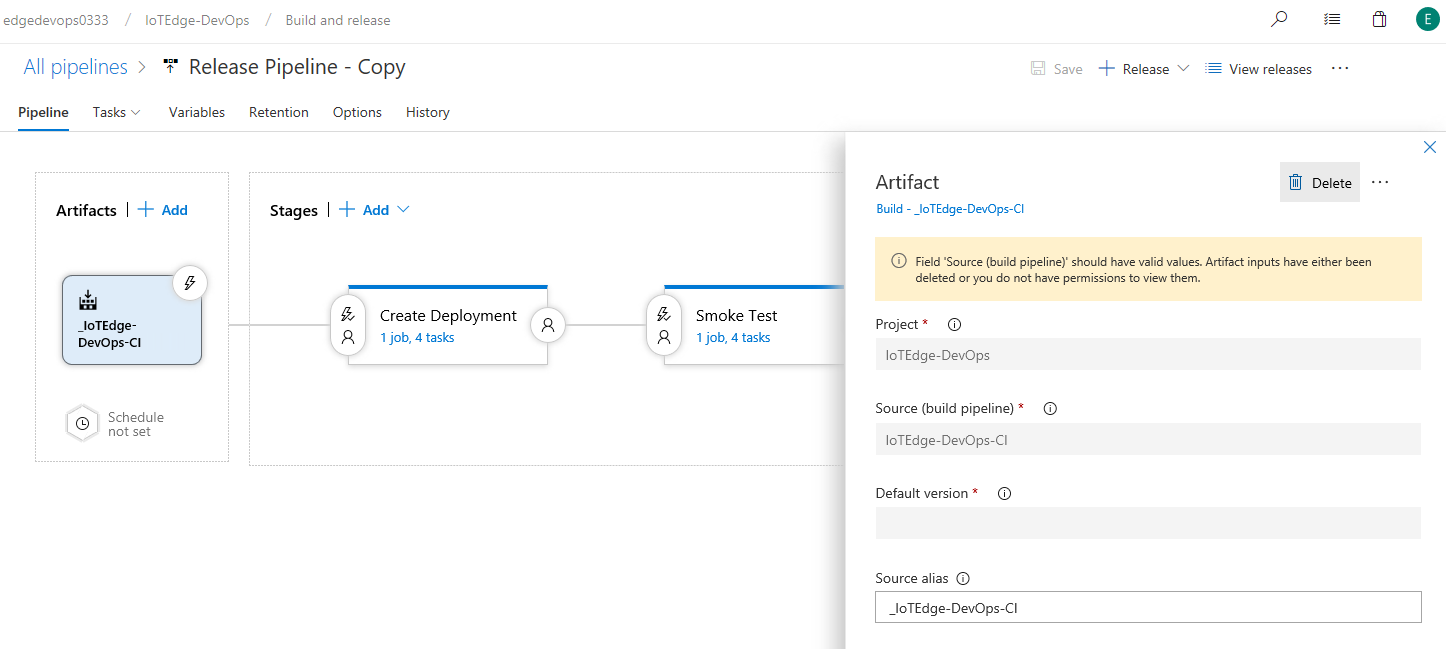 edgedevops0333 / IoTEdge-DevOps / Build and release
E
All pipelines > Release Pipeline - Copy
Save + Release View releases ...
Pipeline Tasks Variables Retention Options History
Artifacts | + Add
Stages | + Add
_IoTEdge-
DevOps-CI
Schedule
not set
Create Deployment
1 job, 4 tasks
Smoke Test
1 job, 4 tasks
Artifact
Delete ...
Build - _IoTEdge-DevOps-CI
Field 'Source (build pipeline)' should have valid values. Artifact inputs have either been
deleted or you do not have permissions to view them.
Project *
IoTEdge-DevOps
Source (build pipeline) *
IoTEdge-DevOps-CI
Default version *
Source alias
_IoTEdge-DevOps-CI